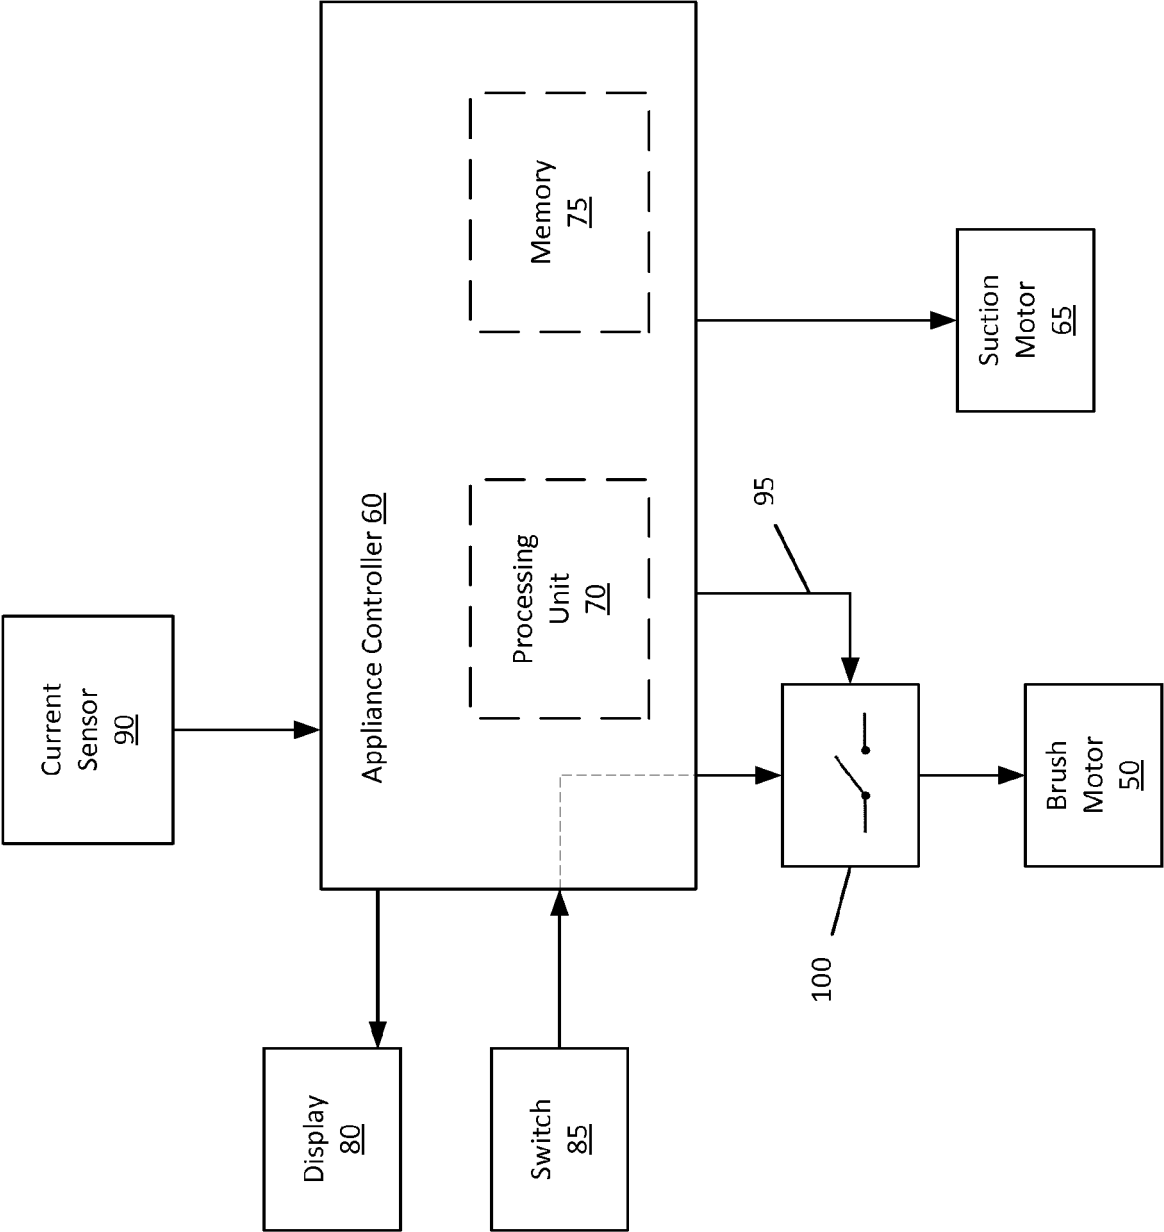 Current
Sensor
90
Appliance Controller 60
Processing
Unit
70
Memory
75
Display
80
Switch
85
100
95
Brush
Motor
50
Suction
Motor
65